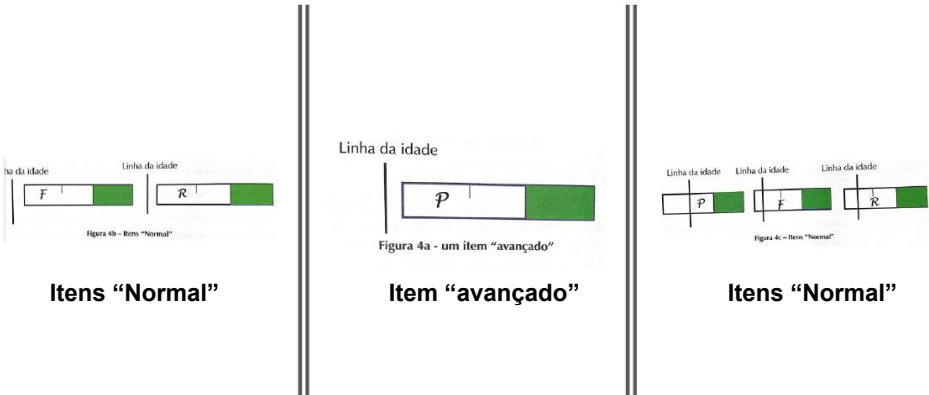 ha da idade
Linha da idade
F
R
Figura 4b – Itens "Normal"
Itens “Normal”
Linha da idade
P
Figura 4a - um item "avançado"
Item “avançado”
Linha da idade
Linha da idade
Linha da idade
P
F
R
Figura 4c – Itens "Normal"
Itens “Normal”